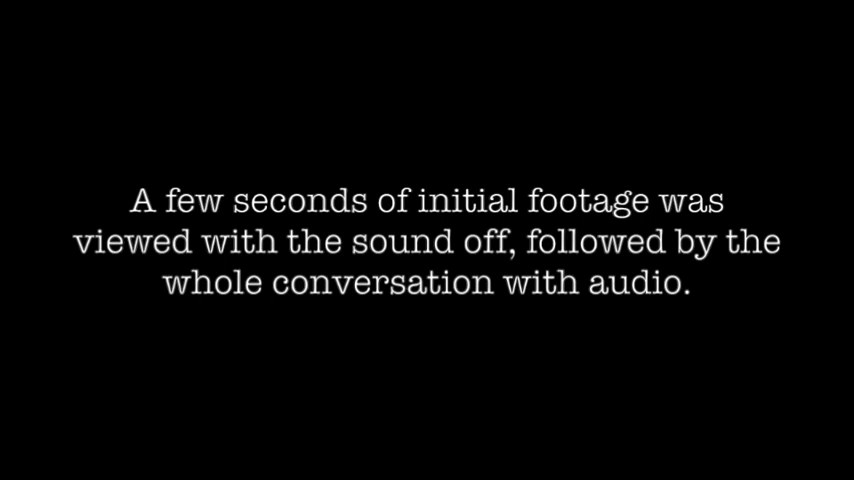 A few seconds of initial footage was
viewed with the sound off, followed by the
whole conversation with audio.